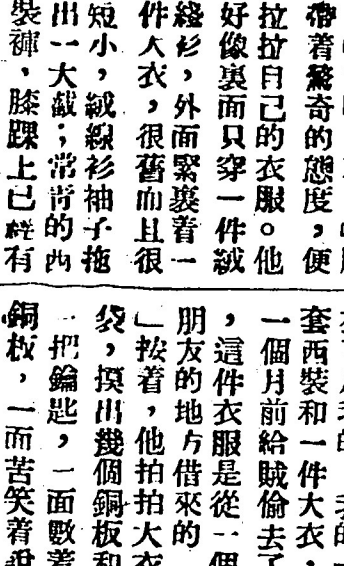 帶着驚奇的態度，便
拉拉自己的衣服。他
好像裏面只穿一件絨
綫衫，外面緊裹着一
件大衣，很舊而且很
短小，絨線衫袖子拖
出一大截；常靑的西
裝褲，膝踝上已經有
套西裝和一件大衣，
一個月前給賊偷去了
，這件衣服是從一個
朋友的地方借來的
」按着，他拍拍大衣
袋，摸出幾個銅板和
一把鑰匙，一面數着
銅板，一面苦笑着說